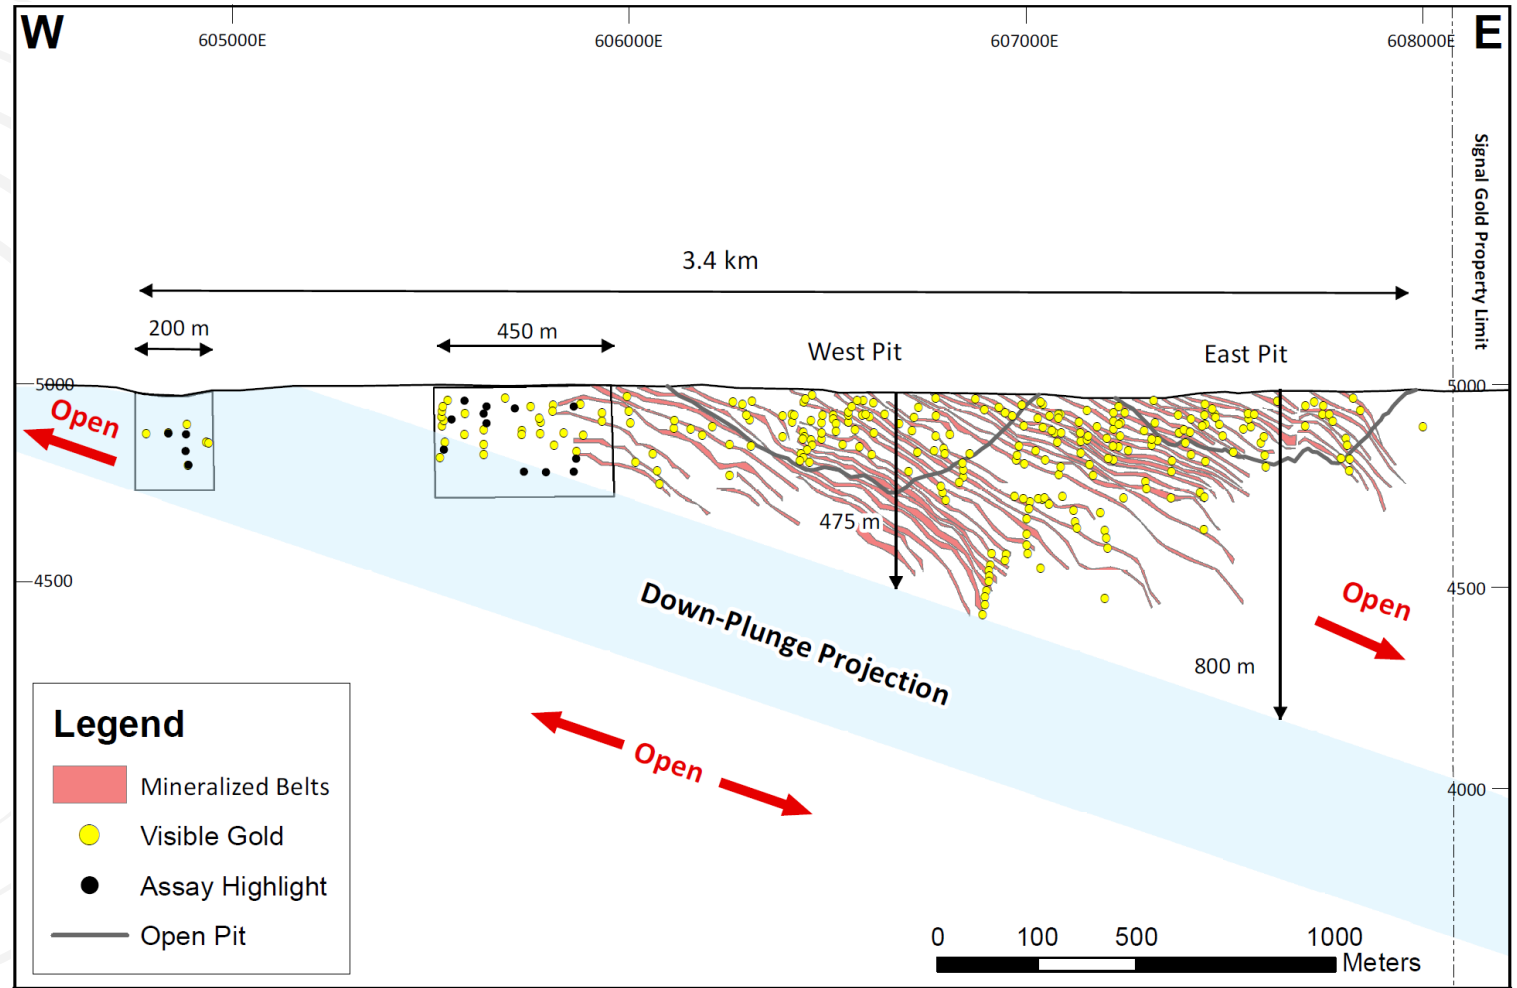 W
605000E
606000E
607000E
608000E
E
Signal Gold Property Limit
3.4 km
200 m
450 m
West Pit
East Pit
5000
5000
Open
475 m
4500
4500
Down-Plunge Projection
Open
800 m
Open
4000
Legend
Mineralized Belts
Visible Gold
Assay Highlight
Open Pit
0 100 500 1000
Meters